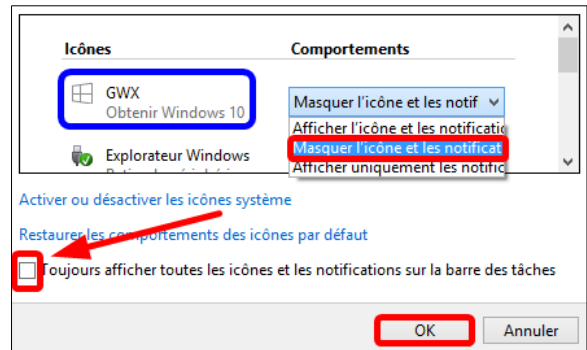 Icônes Comportements
GWX
Obtenir Windows 10
Masquer l'icône et les notif
Afficher l'icône et les notificatic
Masquer l'icône et les notificat
Afficher uniquement les notific
Explorateur Windows
Activer ou désactiver les icônes système
Restaurer les comportements des icônes par défaut
Toujours afficher toutes les icônes et les notifications sur la barre des tâches
OK Annuler